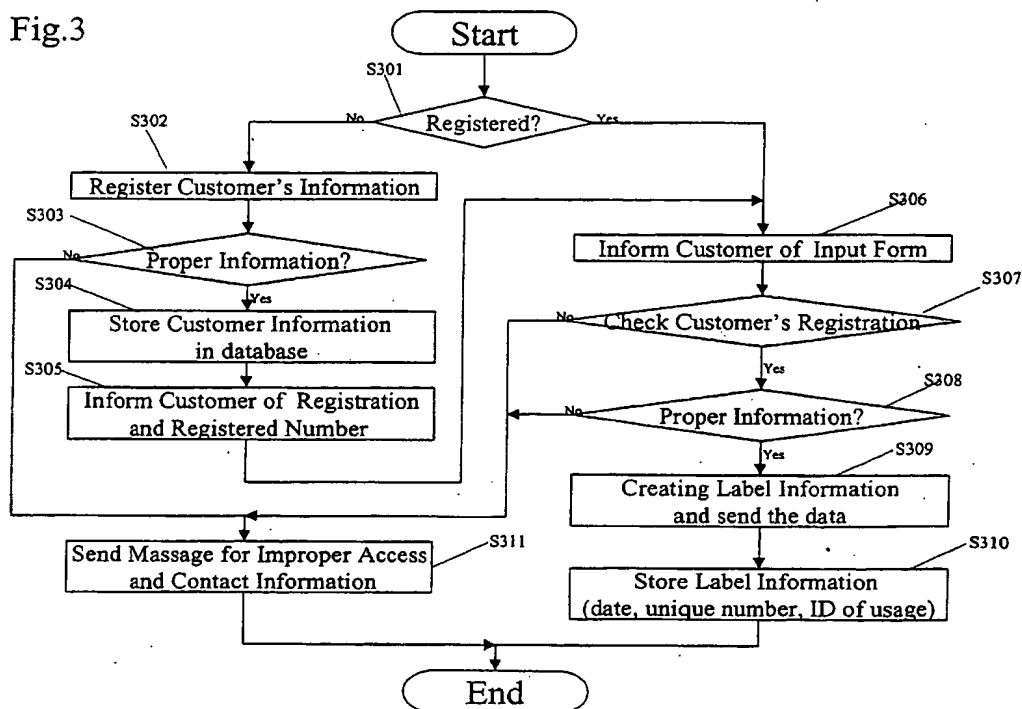 Fig.3
Start
S301
No
Registered?
Yes
S302
Register Customer's Information
S303
No
Proper Information?
S304
Yes
Store Customer Information
in database
S305
Inform Customer of Registration
and Registered Number
S306
Inform Customer of Input Form
S307
No
Check Customer's Registration
Yes
S308
No
Proper Information?
Yes
S309
Creating Label Information
and send the data
S310
Store Label Information
(date, unique number, ID of usage)
S311
Send Massage for Improper Access
and Contact Information
End